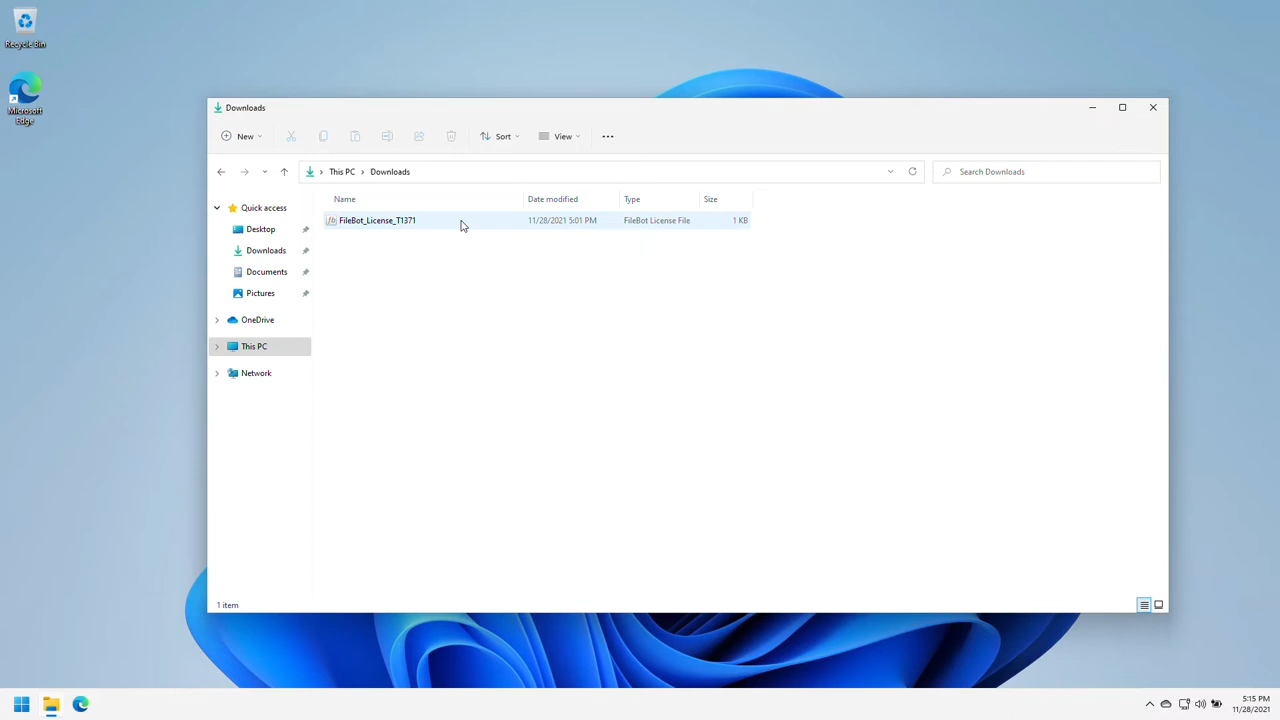 Recycle Bin
Microsoft
Edge
Downloads
New
Sort
View
This PC
Downloads
Search Downloads
Name
Date modified
Type
Size
FileBot_License_T1371
11/28/2021 5:01 PM
FileBot License File
1 KB
Quick access
Desktop
Downloads
Documents
Pictures
OneDrive
This PC
Network
1 item
5:15 PM
11/28/2021